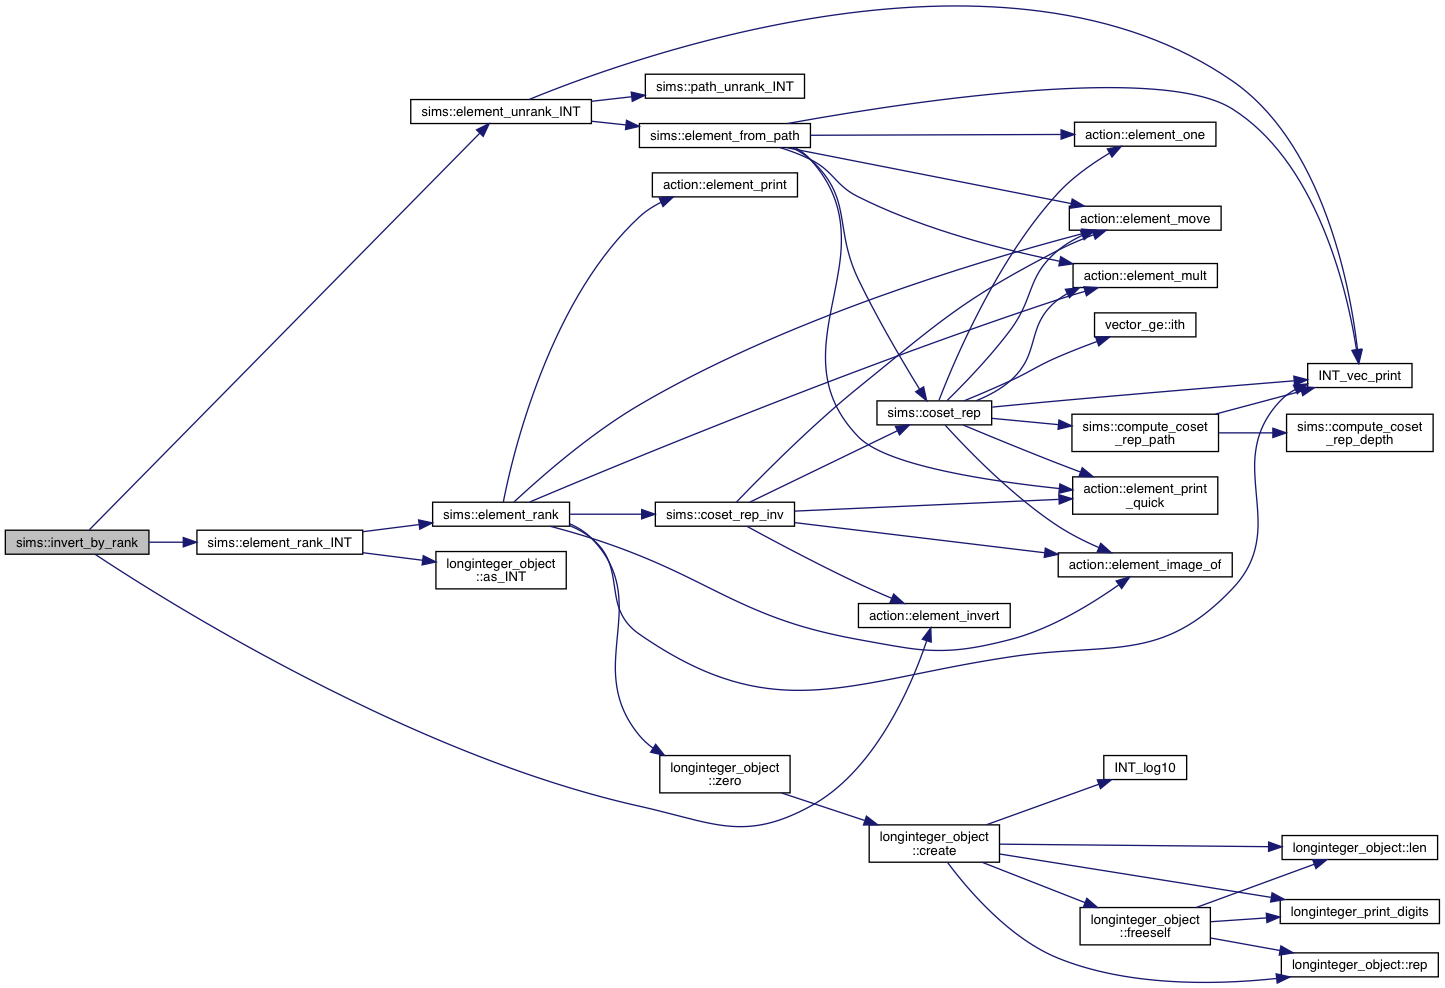 sims::invert_by_rank
sims::element_unrank_INT
sims::element_rank_INT
sims::path_unrank_INT
sims::element_from_path
action::element_print
sims::element_rank
longinteger_object
::as_INT
sims::coset_rep_inv
longinteger_object
::zero
sims::coset_rep
action::element_invert
longinteger_object
::create
action::element_one
action::element_move
action::element_mult
vector_ge::ith
sims::compute_coset
_rep_path
action::element_print
_quick
action::element_image_of
INT_log10
longinteger_object
::freeself
INT_vec_print
sims::compute_coset
_rep_depth
longinteger_object::len
longinteger_print_digits
longinteger_object::rep